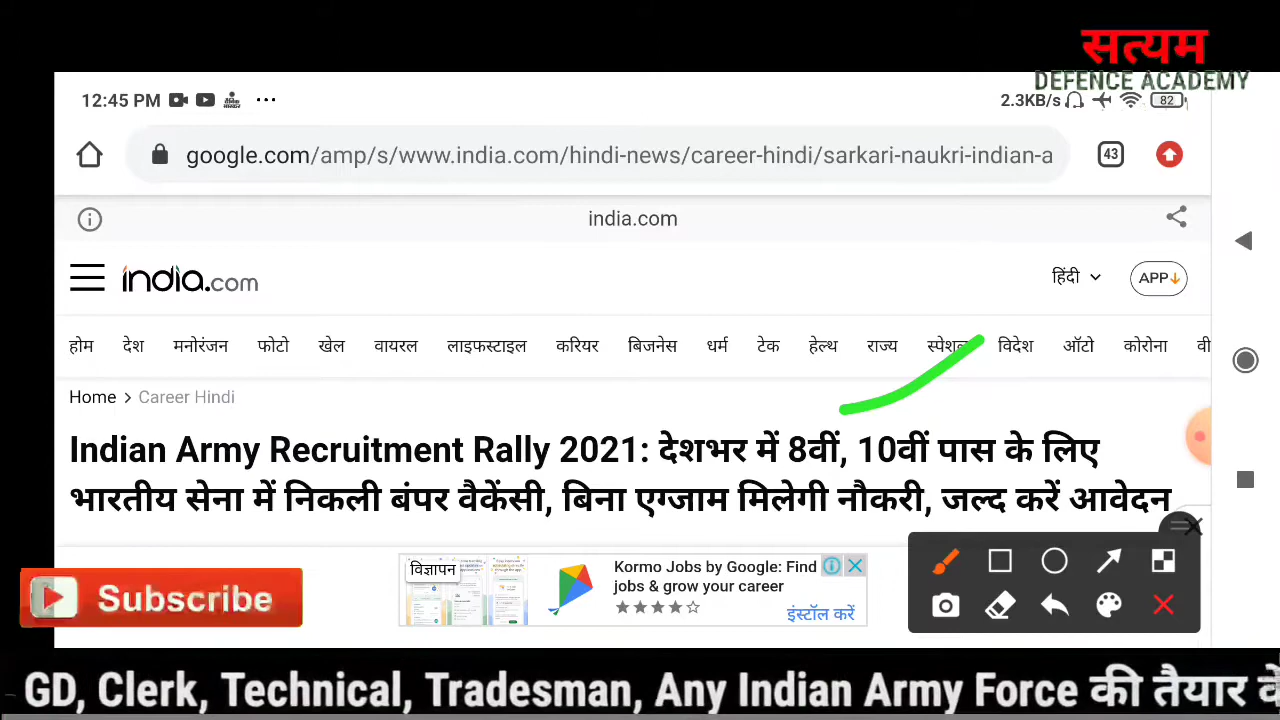 सत्यम
DEFENCE ACADEMY
12:45 PM
2.3KB/s
82
google.com/amp/s/www.india.com/hindi-news/career-hindi/sarkari-naukri-indian-a
43
india.com
india.com
हिंदी
APP
होम देश मनोरंजन फोटो खेल वायरल लाइफस्टाइल करियर बिजनेस धर्म टेक हेल्थ राज्य विदेश ऑटो कोरोना वी
Home > Career Hindi
Indian Army Recruitment Rally 2021: देशभर में 8वीं, 10वीं पास के लिए
भारतीय सेना में निकली बंपर वैकेंसी, बिना एग्जाम मिलेगी नौकरी, जल्द करें आवेदन
विज्ञापन
Kormo Jobs by Google: Find
jobs & grow your career
इंस्टॉल करें
Subscribe
GD, Clerk, Technical, Tradesman, Any Indian Army Force की तैयार के